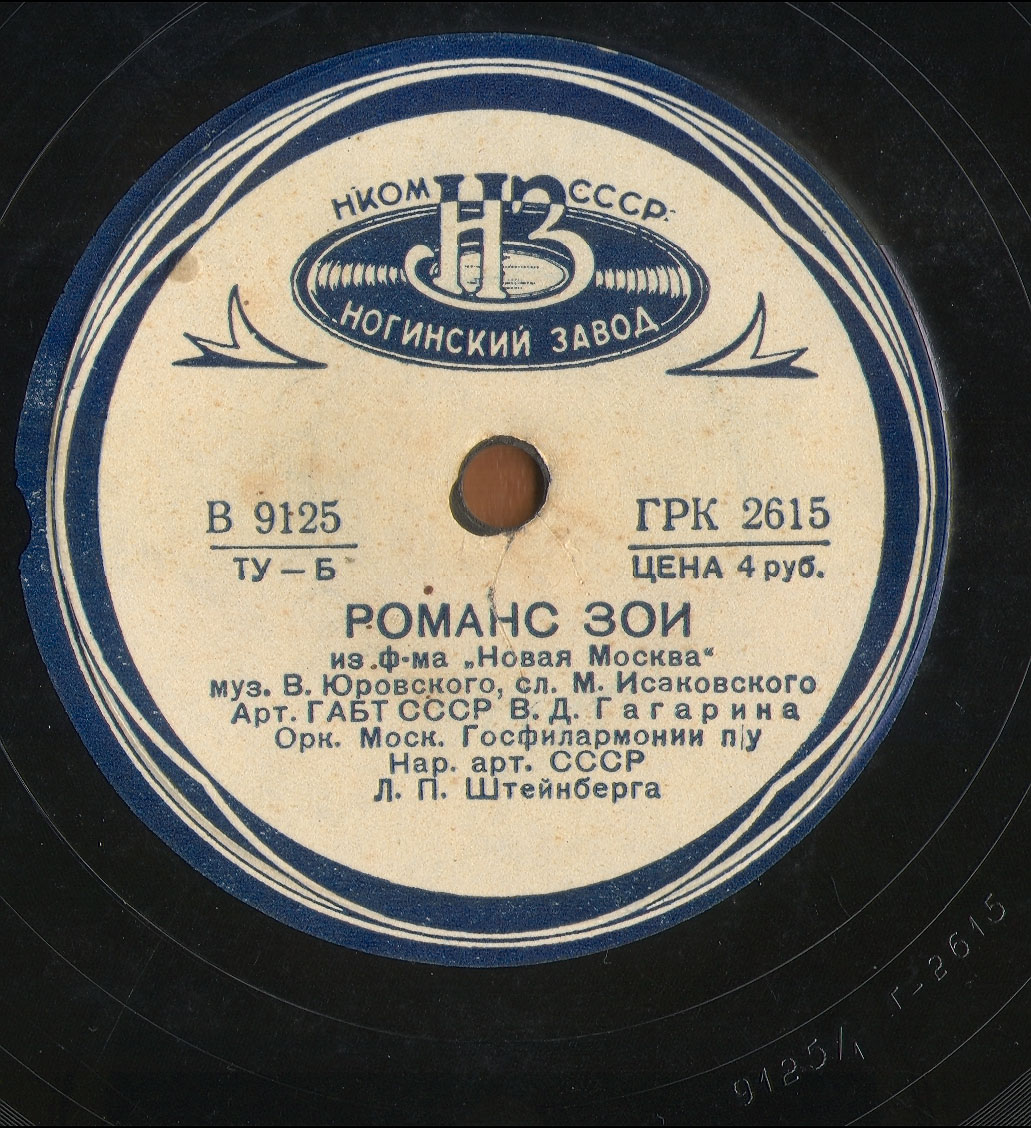 НКОМ НЗ СССР
НОГИНСКИЙ ЗАВОД
В 9125
ТУ — Б
ГРК 2615
ЦЕНА 4 руб.
РОМАНС ЗОИ
из ф-ма „Новая Москва“
муз. В. Юровского, сл. М. Исаковского
Арт. ГАБТ СССР В. Д. Гагарина
Орк. Моск. Госфилармонии п/у
Нар. арт. СССР
Л. П. Штейнберга
9125/1 Г-2615